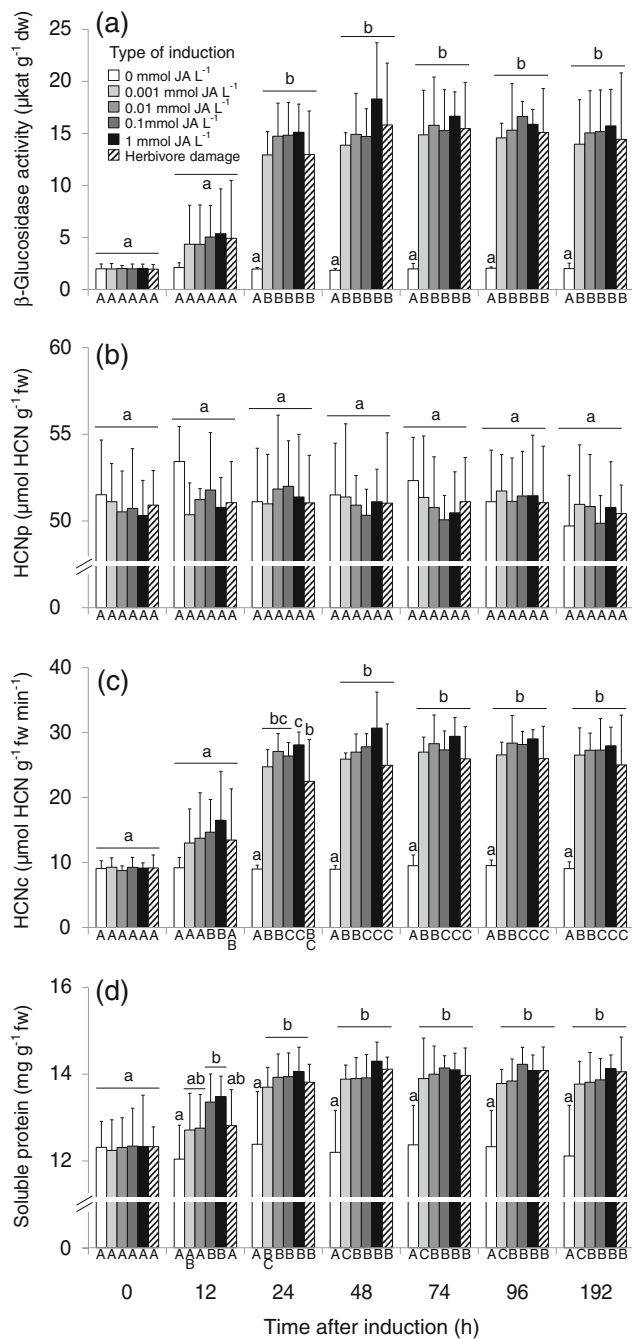 (a)
β-Glucosidase activity (µkat g⁻¹ dw)
30
25
20
15
10
5
0
Type of induction
0 mmol JA L⁻¹
0.001 mmol JA L⁻¹
0.01 mmol JA L⁻¹
0.1mmol JA L⁻¹
1 mmol JA L⁻¹
Herbivore damage
a a a b a b a b a b a b
AAAAAA AAAAAA ABBBBB ABBBBB ABBBBB ABBBBB ABBBBB
(b)
HCNp (µmol HCN g⁻¹ fw)
60
55
50
0
a a a a a a a
AAAAAA AAAAAA AAAAAA AAAAAA AAAAAA AAAAAA AAAAAA
(c)
HCNc (µmol HCN g⁻¹ fw min⁻¹)
40
30
20
10
0
a a a bc c b a b a b a b a b
AAAAAA AAABBA ABBCCB ABBCCC ABBCCC ABBCCC ABBCCC
B C
(d)
Soluble protein (mg g⁻¹ fw)
16
14
12
0
a a ab b ab a b a b a b a b a b
AAAAAA AAABBA ABBBBB ACBBBB ACBBBB ACBBBB ACBBBB
B C
0 12 24 48 74 96 192
Time after induction (h)